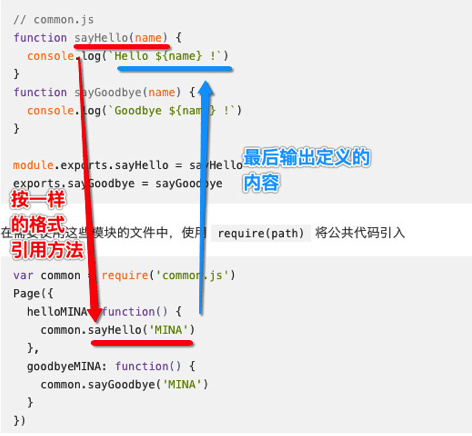 // common.js
function sayHello(name) {
  console.log(`Hello ${name} !`)
}
function sayGoodbye(name) {
  console.log(`Goodbye ${name} !`)
}
最后输出定义的
内容
module.exports.sayHello = sayHello
exports.sayGoodbye = sayGoodbye
按一样
的格式
引用方法
在需要使用这些模块的文件中，使用 require(path) 将公共代码引入
var common = require('common.js')
Page({
  helloMINA: function() {
    common.sayHello('MINA')
  },
  goodbyeMINA: function() {
    common.sayGoodbye('MINA')
  }
})